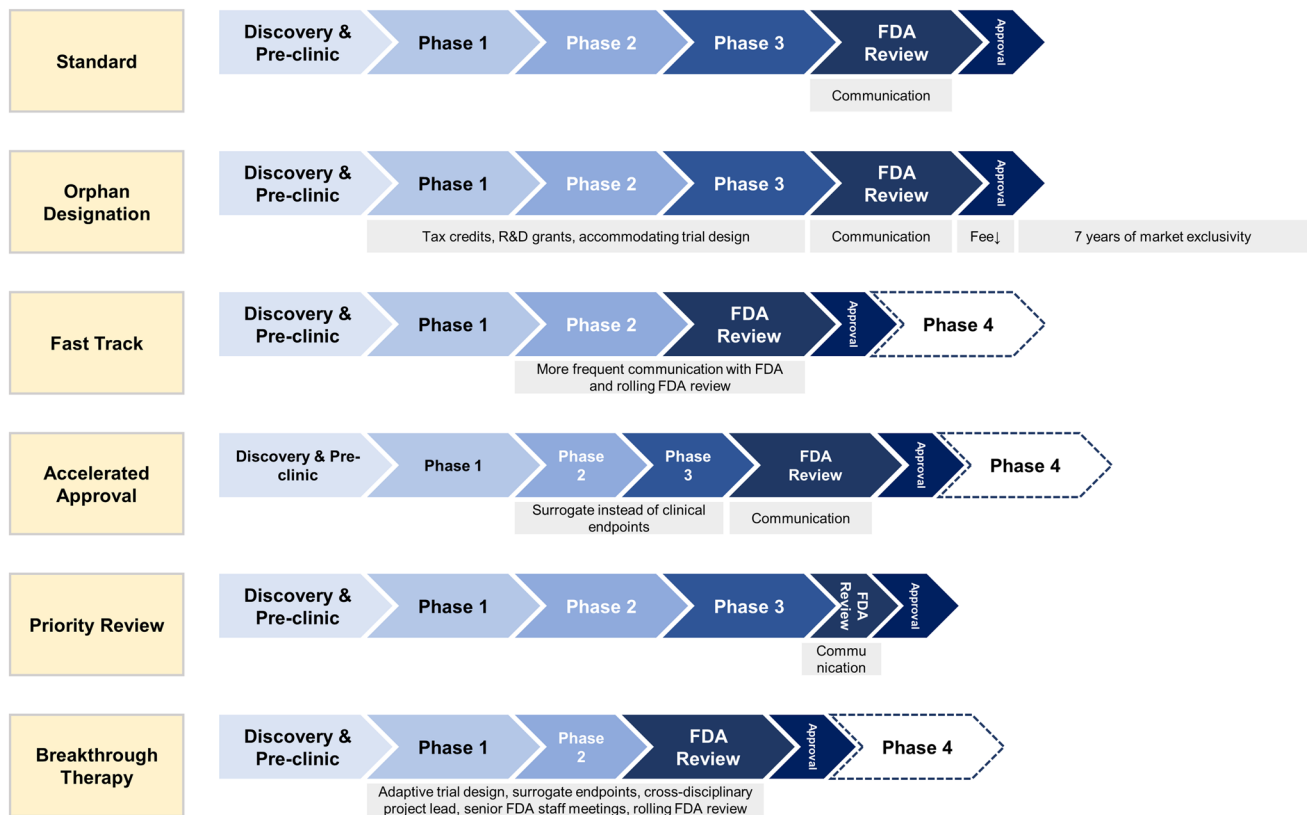 Standard
Discovery &
Pre-clinic
Phase 1
Phase 2
Phase 3
FDA
Review
Approval
Communication
Orphan
Designation
Discovery &
Pre-clinic
Phase 1
Phase 2
Phase 3
FDA
Review
Approval
Tax credits, R&D grants, accommodating trial design
Communication
Fee↓
7 years of market exclusivity
Fast Track
Discovery &
Pre-clinic
Phase 1
Phase 2
FDA
Review
Approval
Phase 4
More frequent communication with FDA
and rolling FDA review
Accelerated
Approval
Discovery & Pre-
clinic
Phase 1
Phase
2
Phase
3
FDA
Review
Approval
Phase 4
Surrogate instead of clinical
endpoints
Communication
Priority Review
Discovery &
Pre-clinic
Phase 1
Phase 2
Phase 3
FDA
Review
Approval
Commu
nication
Breakthrough
Therapy
Discovery &
Pre-clinic
Phase 1
Phase
2
FDA
Review
Approval
Phase 4
Adaptive trial design, surrogate endpoints, cross-disciplinary
project lead, senior FDA staff meetings, rolling FDA review